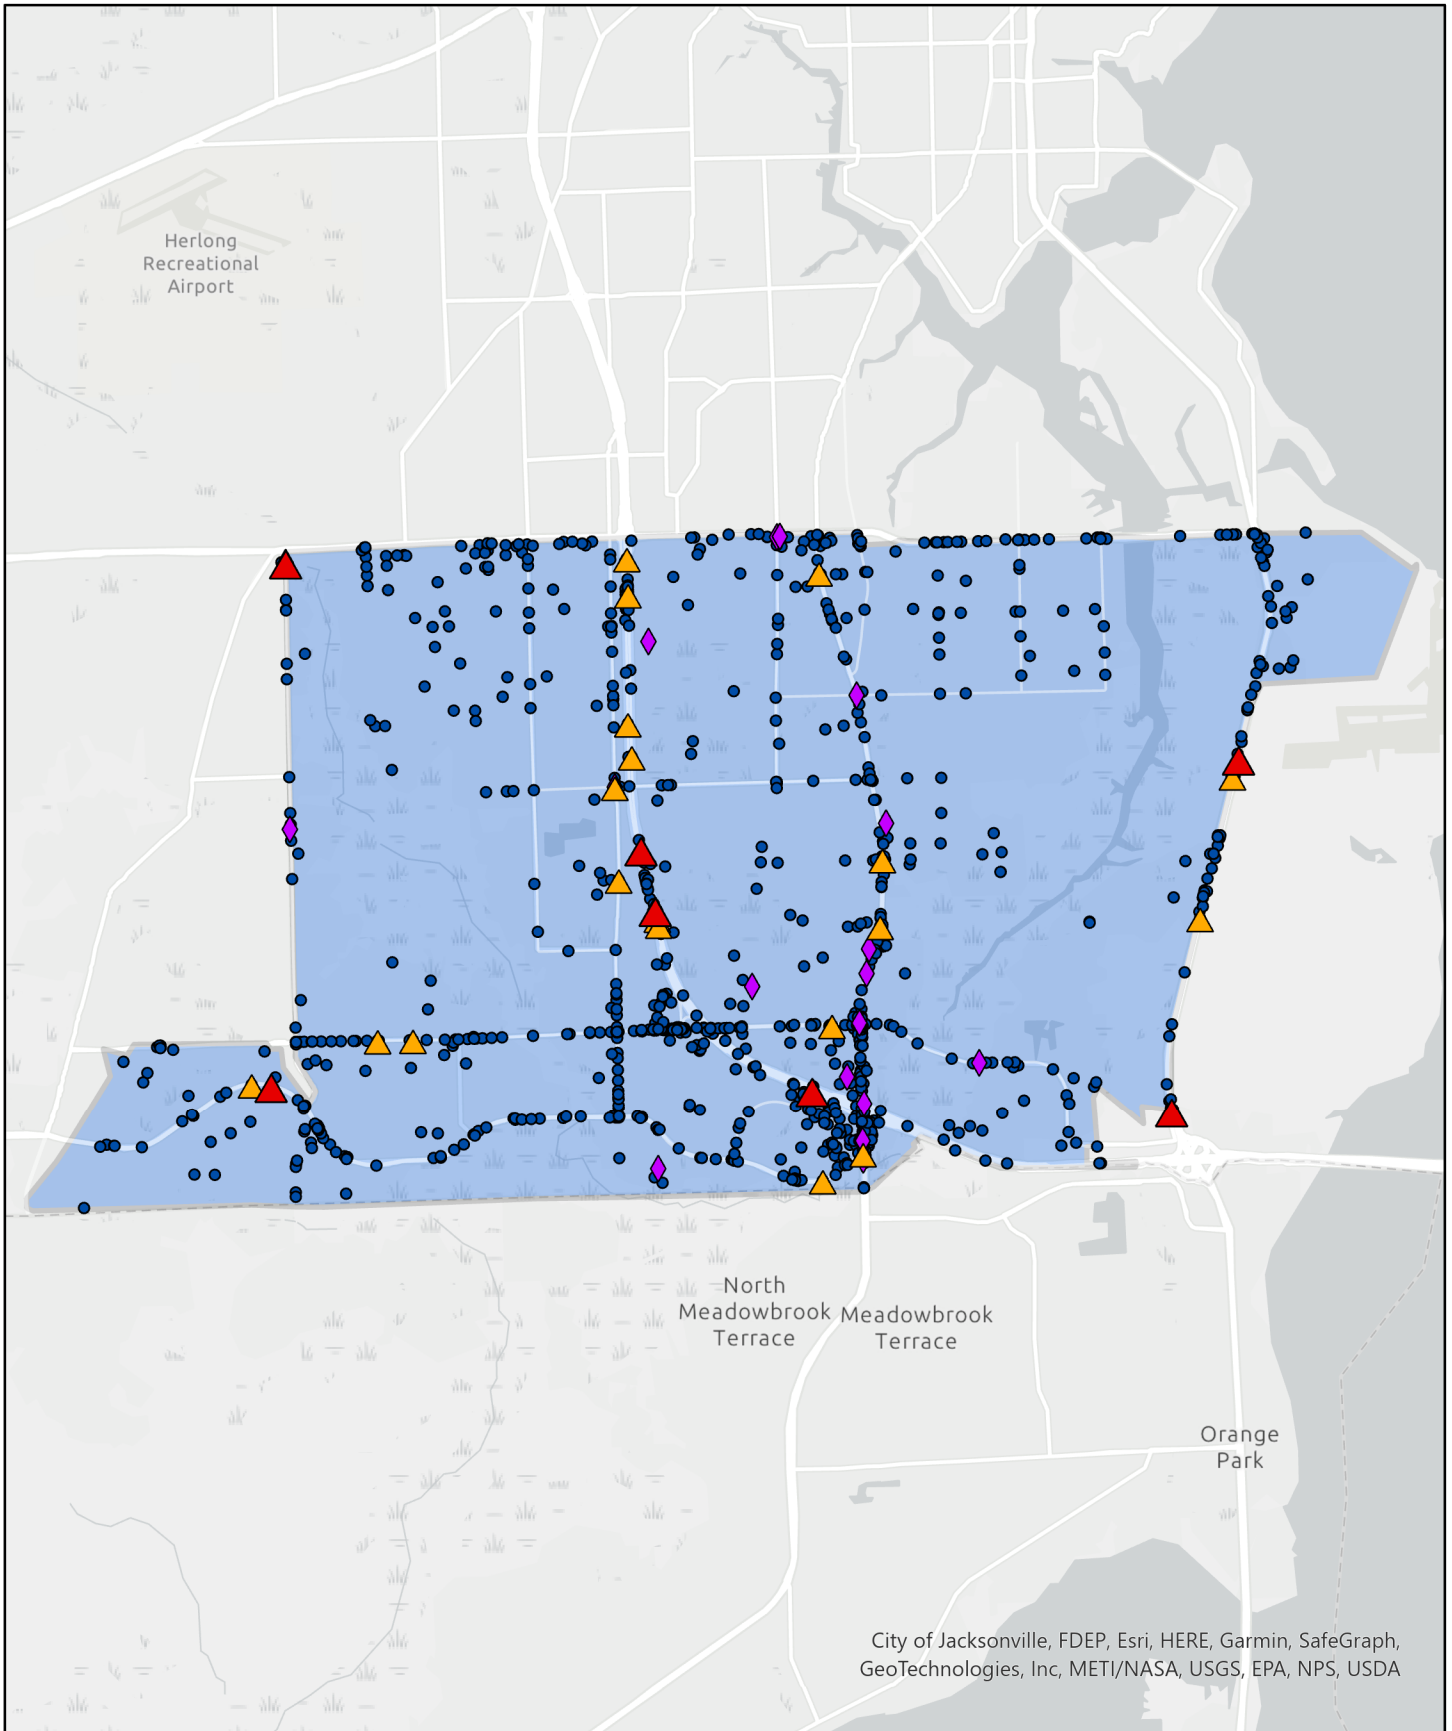 Herlong
Recreational
Airport
North
Meadowbrook
Terrace
Meadowbrook
Terrace
Orange
Park
City of Jacksonville, FDEP, Esri, HERE, Garmin, SafeGraph,
GeoTechnologies, Inc, METI/NASA, USGS, EPA, NPS, USDA